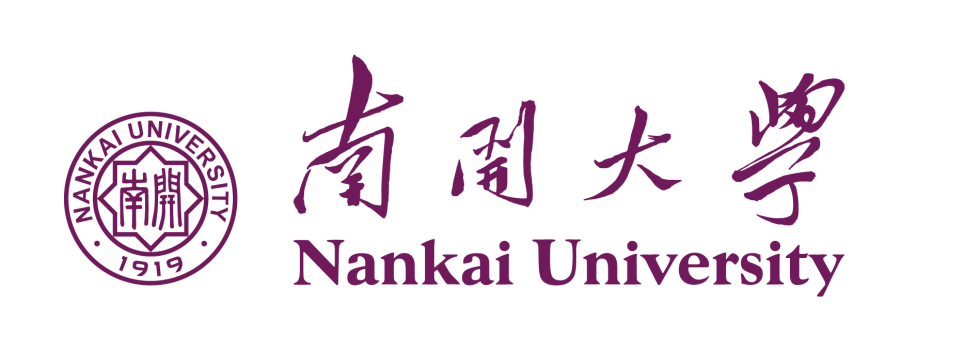 NANKAI UNIVERSITY
南開
· 1919 ·
南開大學
Nankai University